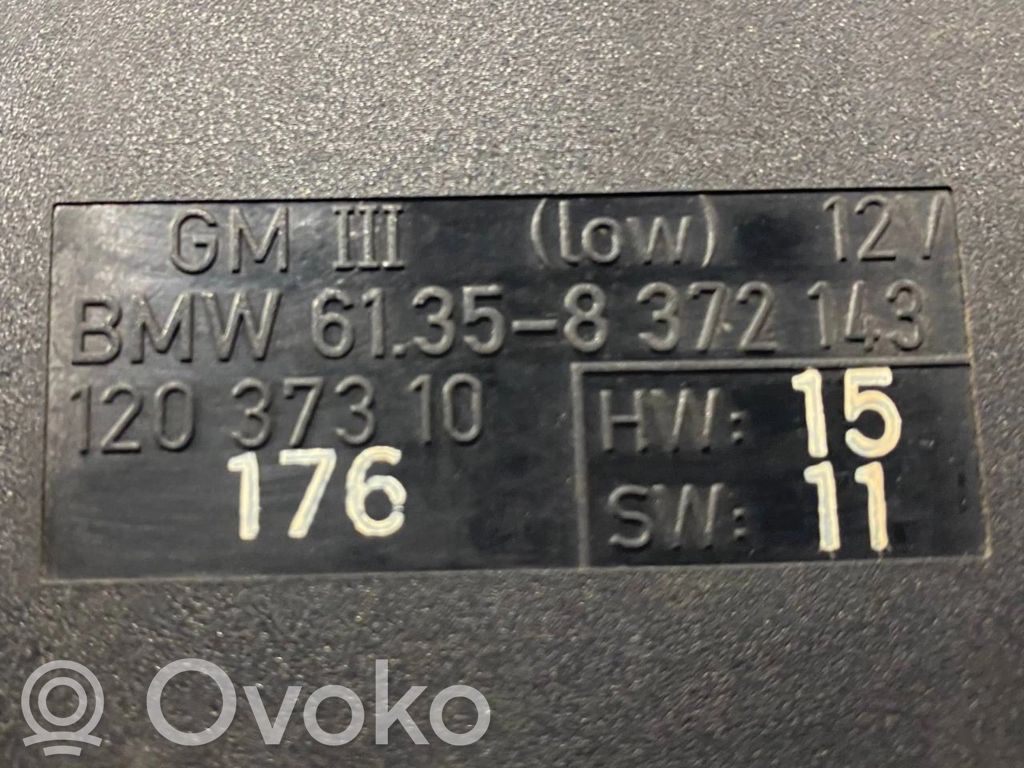 GM III (low) 12V
BMW 61.35-8 372 143
120 373 10 HW: 15
176 SW: 11
Ovoko